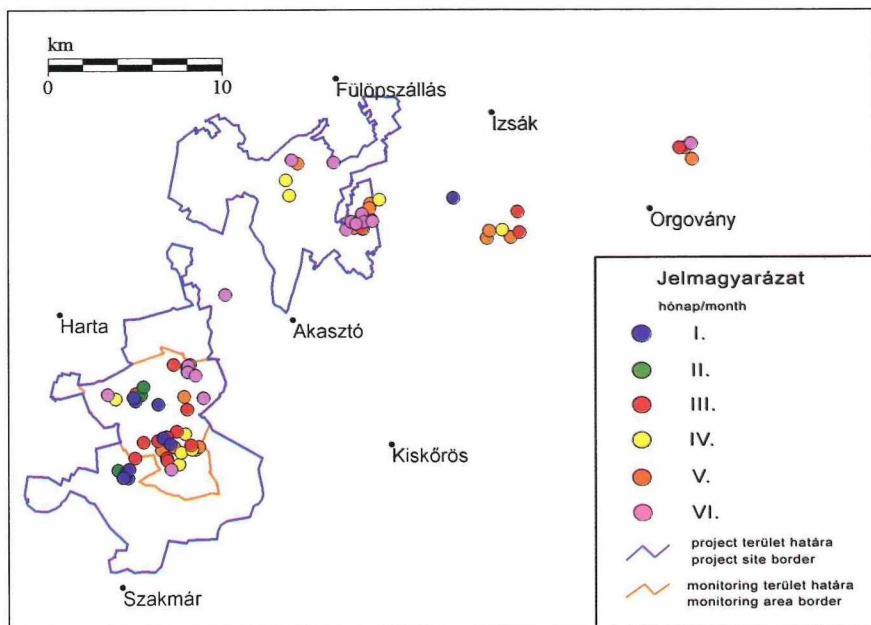 km
0 10
Fülöpszállás
Izsák
Orgovány
Harta
Akasztó
Kiskőrös
Szakmár
Jelmagyarázat
hónap/month
I.
II.
III.
IV.
V.
VI.
project terület határa
project site border
monitoring terület határa
monitoring area border